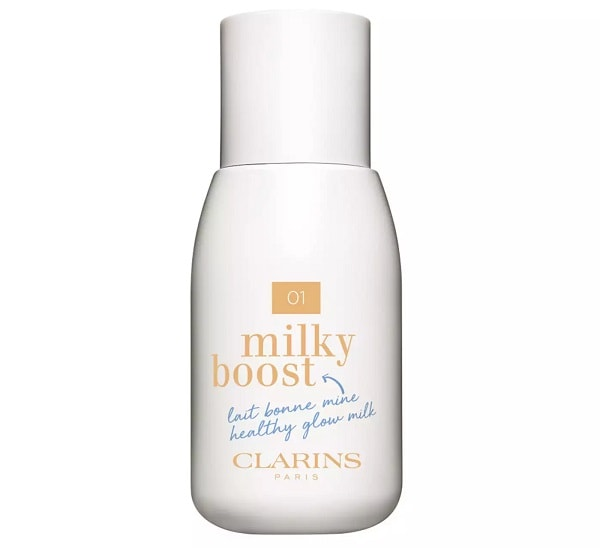 01
milky
boost
lait bonne mine
healthy glow milk
CLARINS
PARIS